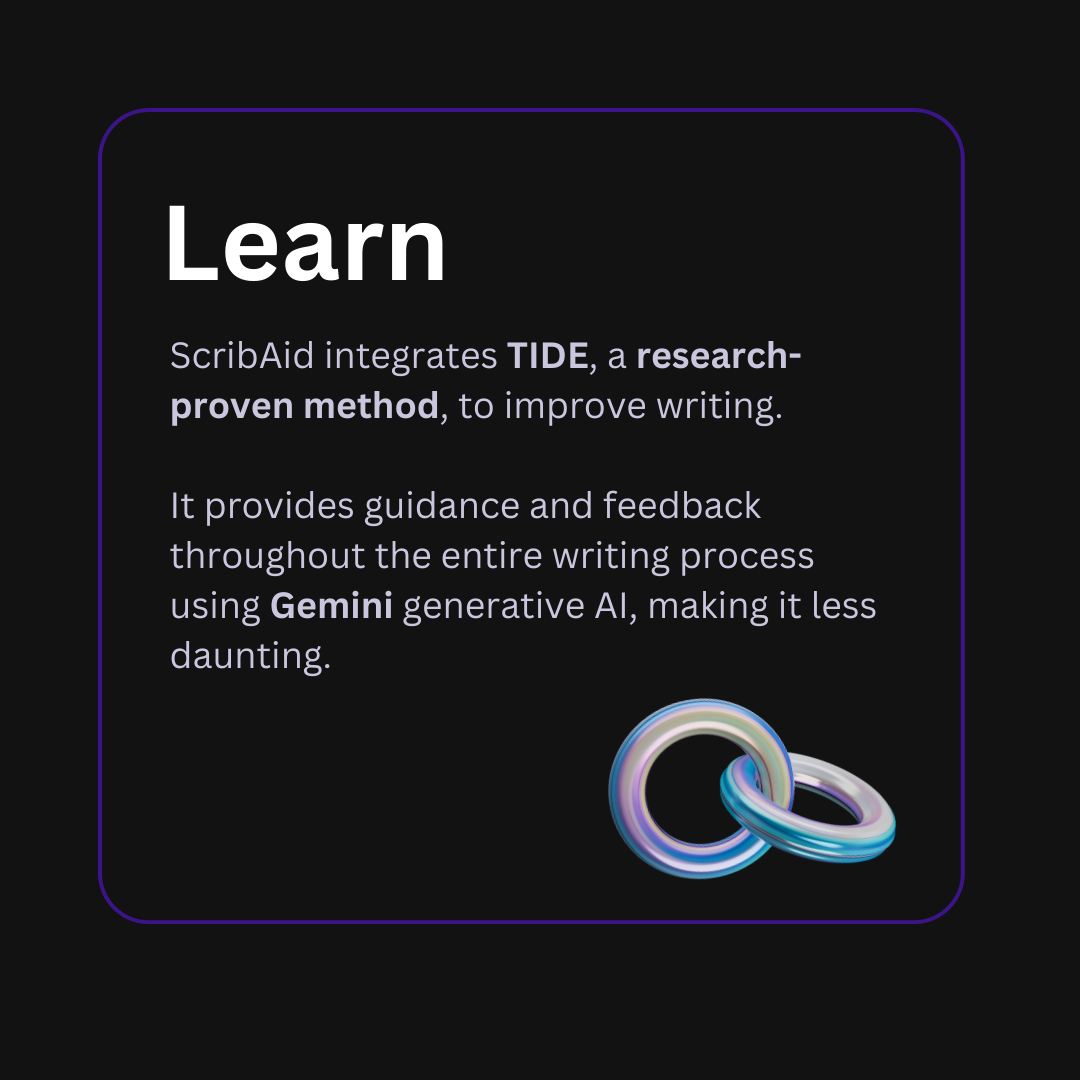 Learn
ScribAid integrates TIDE, a research-
proven method, to improve writing.
It provides guidance and feedback
throughout the entire writing process
using Gemini generative AI, making it less
daunting.